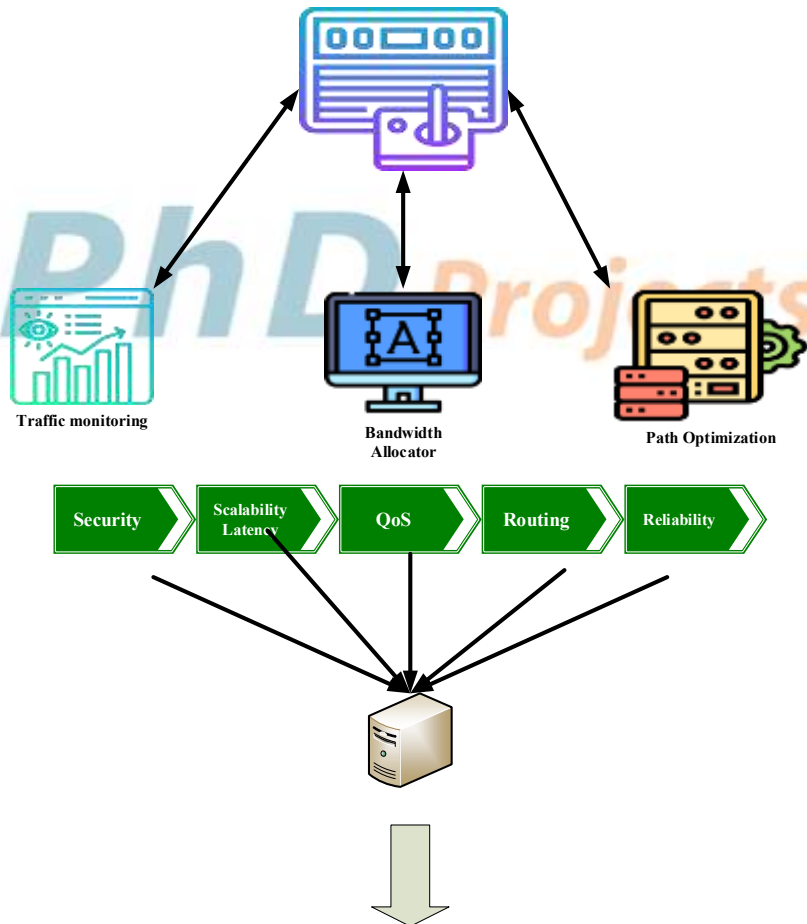 PhD Projects
A
Traffic monitoring
Bandwidth
Allocator
Path Optimization
Security
Scalability
Latency
QoS
Routing
Reliability